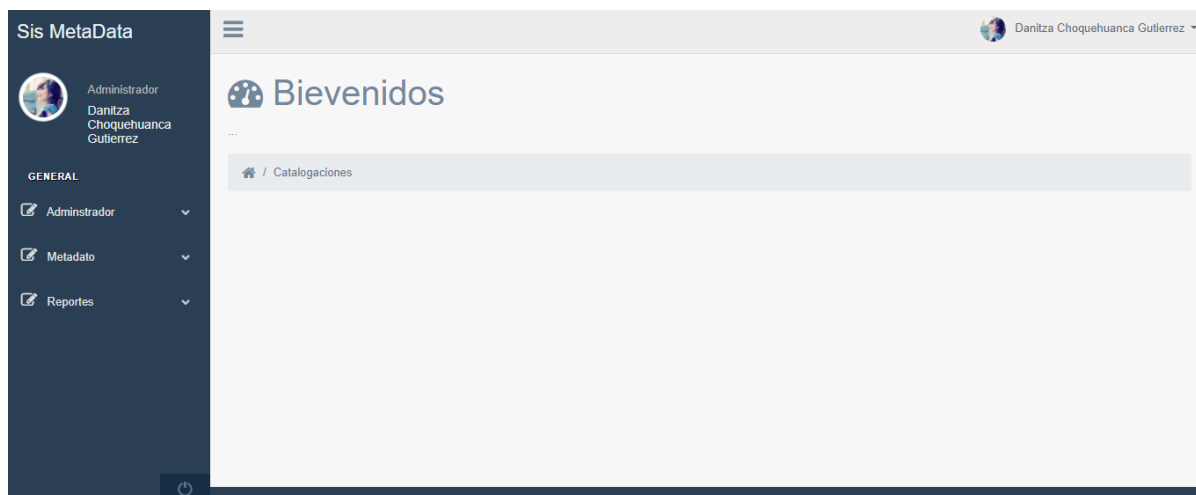 Sis MetaData
Danitza Choquehuanca Gutierrez
Administrador
Danitza
Choquehuanca
Gutierrez
Bievenidos
...
/ Catalogaciones
GENERAL
Adminstrador
Metadato
Reportes